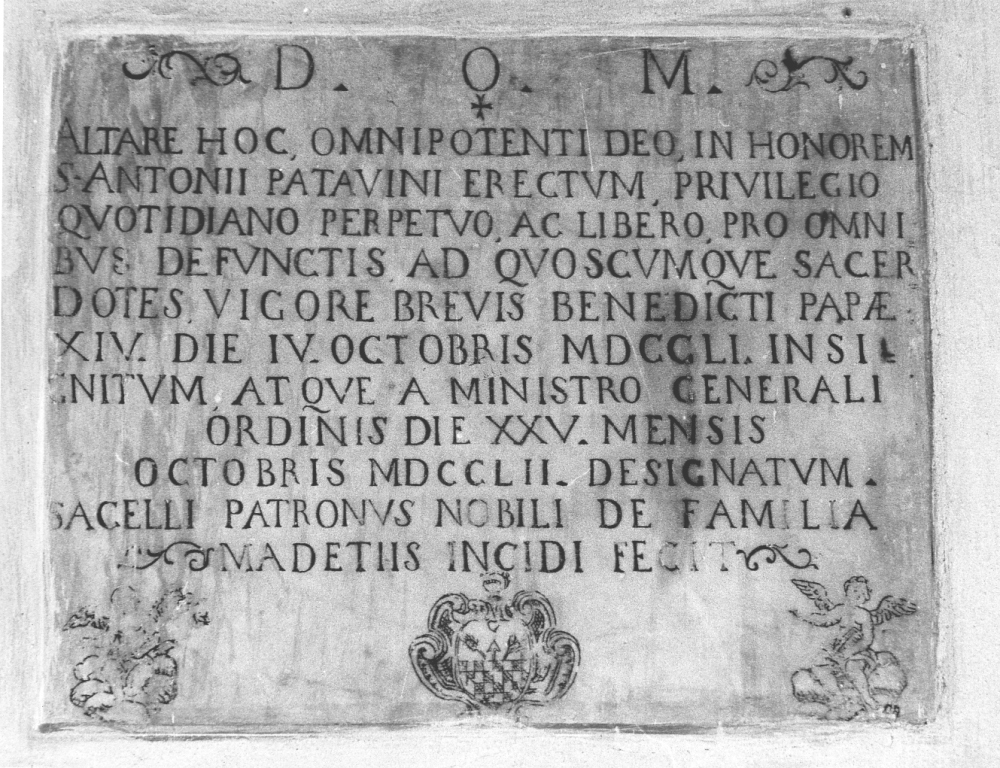 D. O. M.
ALTARE HOC, OMNIPOTENTI DEO, IN HONOREM
S. ANTONII PATAVINI ERECTVM, PRIVILEGIO
QVOTIDIANO PERPETVO, AC LIBERO, PRO OMNI
BVS DEFVNCTIS, AD QVOSCVMQVE SACER
DOTES, VIGORE BREVIS BENEDICTI PAPÆ
XIV. DIE IV. OCTOBRIS MDCCLI. INSI
GNITVM, ATQVE A MINISTRO GENERALI
ORDINIS DIE XXV. MENSIS
OCTOBRIS MDCCLII. DESIGNATVM.
SACELLI PATRONVS NOBILI DE FAMILIA
MADETIIS INCIDI FECIT